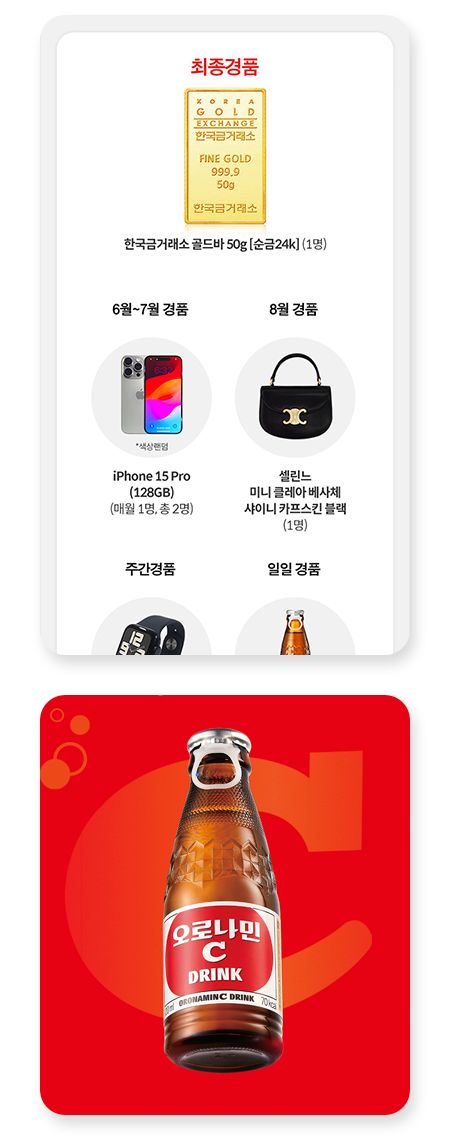 최종경품
KOREA
GOLD
EXCHANGE
한국금거래소
FINE GOLD
999.9
50g
한국금거래소
한국금거래소 골드바 50g [순금24k] (1명)
6월~7월 경품
8월 경품
*색상랜덤
iPhone 15 Pro
(128GB)
(매월 1명, 총 2명)
셀린느
미니 클레아 베사체
샤이니 카프스킨 블랙
(1명)
주간경품
일일 경품
C
오로나민
C
DRINK
ORONAMIN C DRINK
70kcal